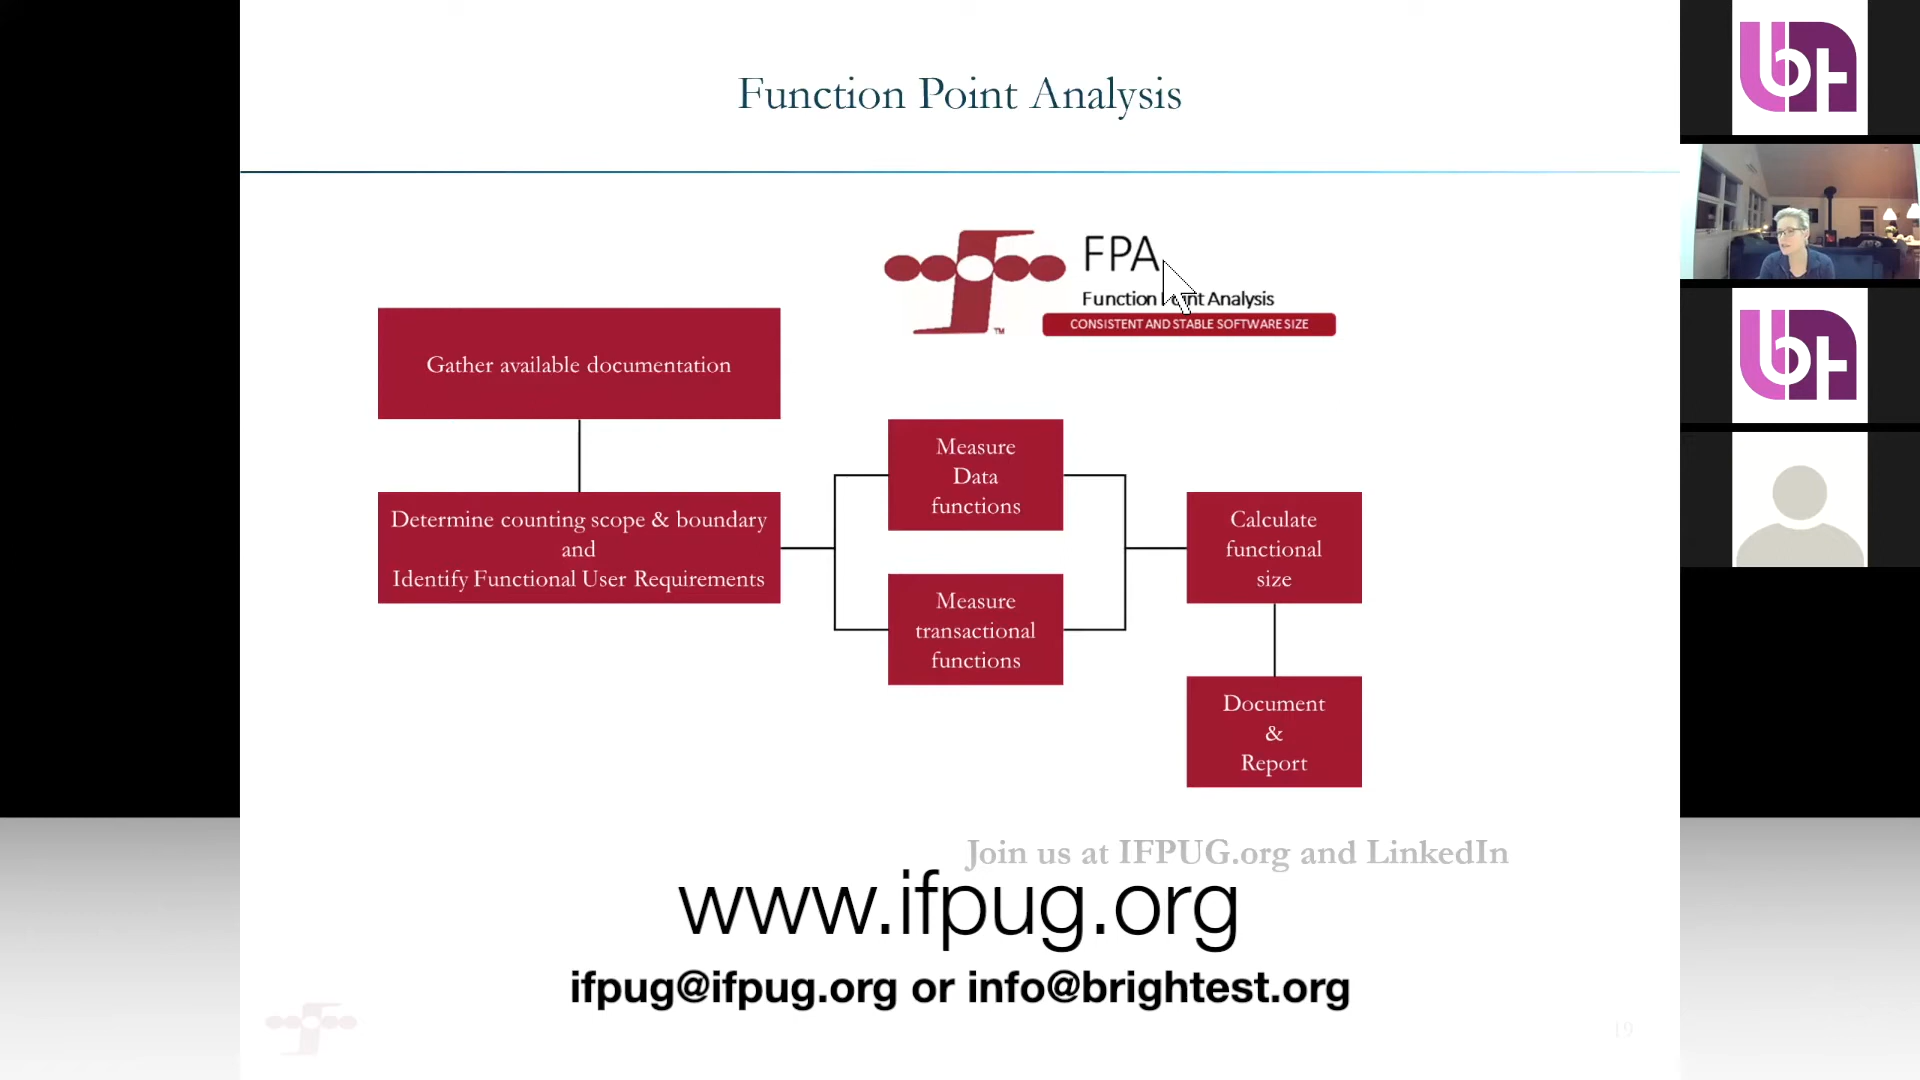 Function Point Analysis
FPA
Function Point Analysis
CONSISTENT AND STABLE SOFTWARE SIZE
TM
Gather available documentation
Determine counting scope & boundary
and
Identify Functional User Requirements
Measure
Data
functions
Measure
transactional
functions
Calculate
functional
size
Document
&
Report
Join us at IFPUG.org and LinkedIn
www.ifpug.org
ifpug@ifpug.org or info@brightest.org
19